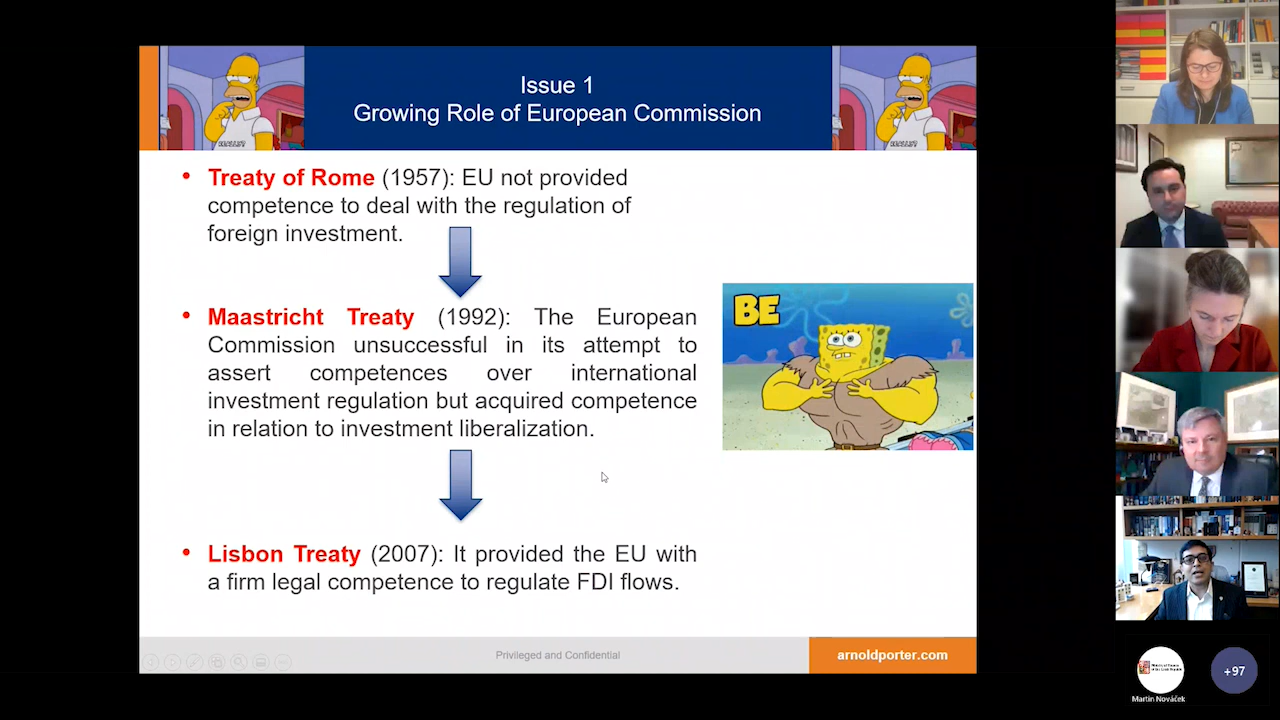 Issue 1
Growing Role of European Commission
• Treaty of Rome (1957): EU not provided
competence to deal with the regulation of
foreign investment.
• Maastricht Treaty (1992): The European
Commission unsuccessful in its attempt to
assert competences over international
investment regulation but acquired competence
in relation to investment liberalization.
BE
• Lisbon Treaty (2007): It provided the EU with
a firm legal competence to regulate FDI flows.
Privileged and Confidential
arnoldporter.com
Martin Nováček
+97